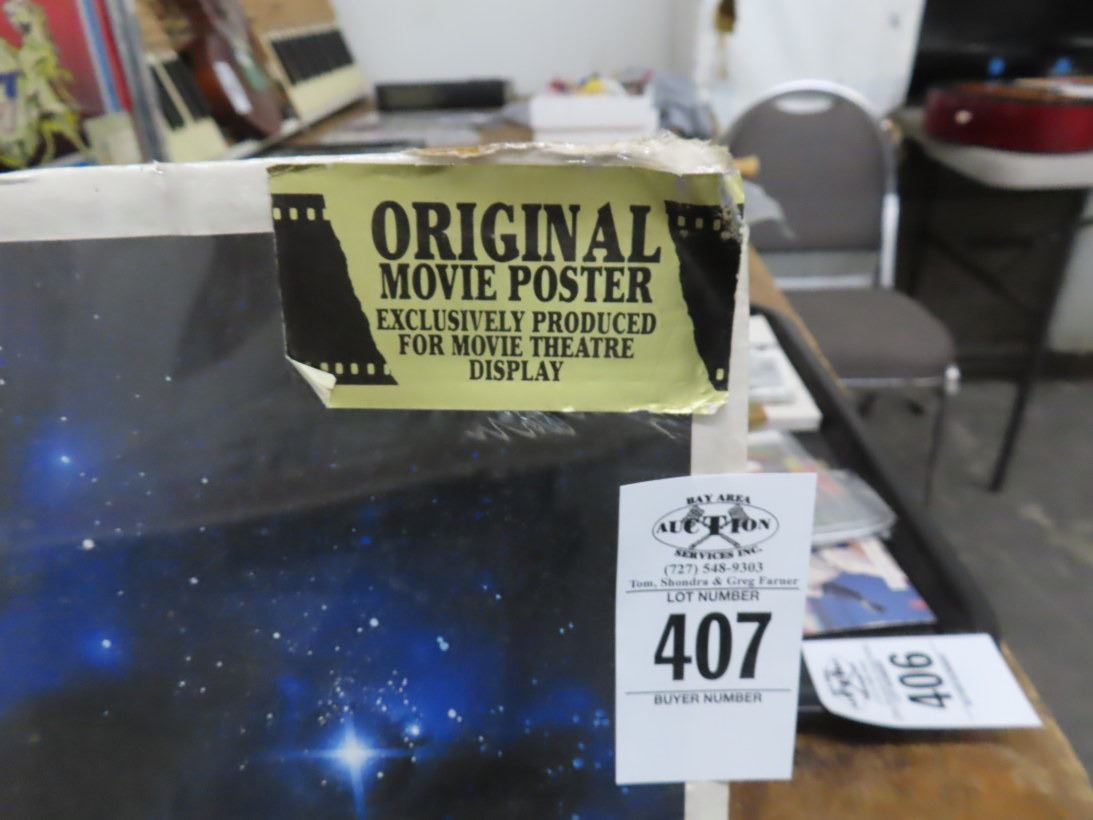 ORIGINAL
MOVIE POSTER
EXCLUSIVELY PRODUCED
FOR MOVIE THEATRE
DISPLAY
BAY AREA
AUCTION
SERVICES INC.
(727) 548-9303
Tom, Shondra & Greg Farner
LOT NUMBER
407
BUYER NUMBER
406